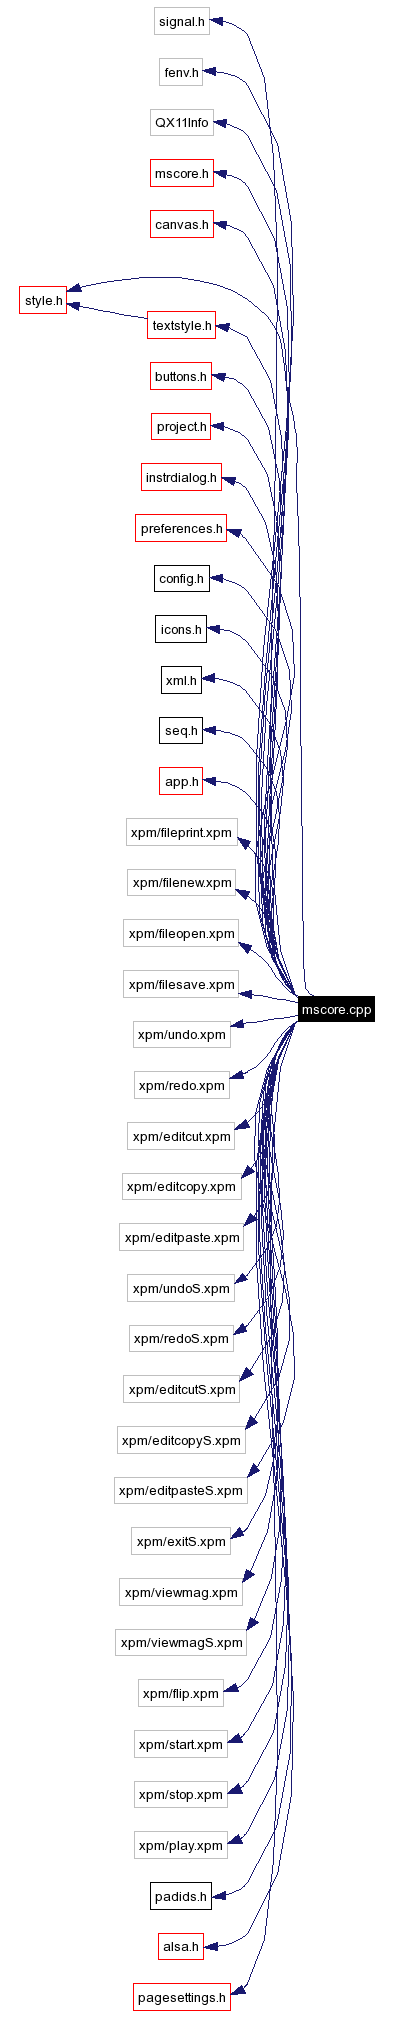 signal.h
fenv.h
QX11Info
mscore.h
canvas.h
style.h
textstyle.h
buttons.h
project.h
instrdialog.h
preferences.h
config.h
icons.h
xml.h
seq.h
app.h
xpm/fileprint.xpm
xpm/filenew.xpm
xpm/fileopen.xpm
xpm/filesave.xpm
mscore.cpp
xpm/undo.xpm
xpm/redo.xpm
xpm/editcut.xpm
xpm/editcopy.xpm
xpm/editpaste.xpm
xpm/undoS.xpm
xpm/redoS.xpm
xpm/editcutS.xpm
xpm/editcopyS.xpm
xpm/editpasteS.xpm
xpm/exitS.xpm
xpm/viewmag.xpm
xpm/viewmagS.xpm
xpm/flip.xpm
xpm/start.xpm
xpm/stop.xpm
xpm/play.xpm
padids.h
alsa.h
pagesettings.h